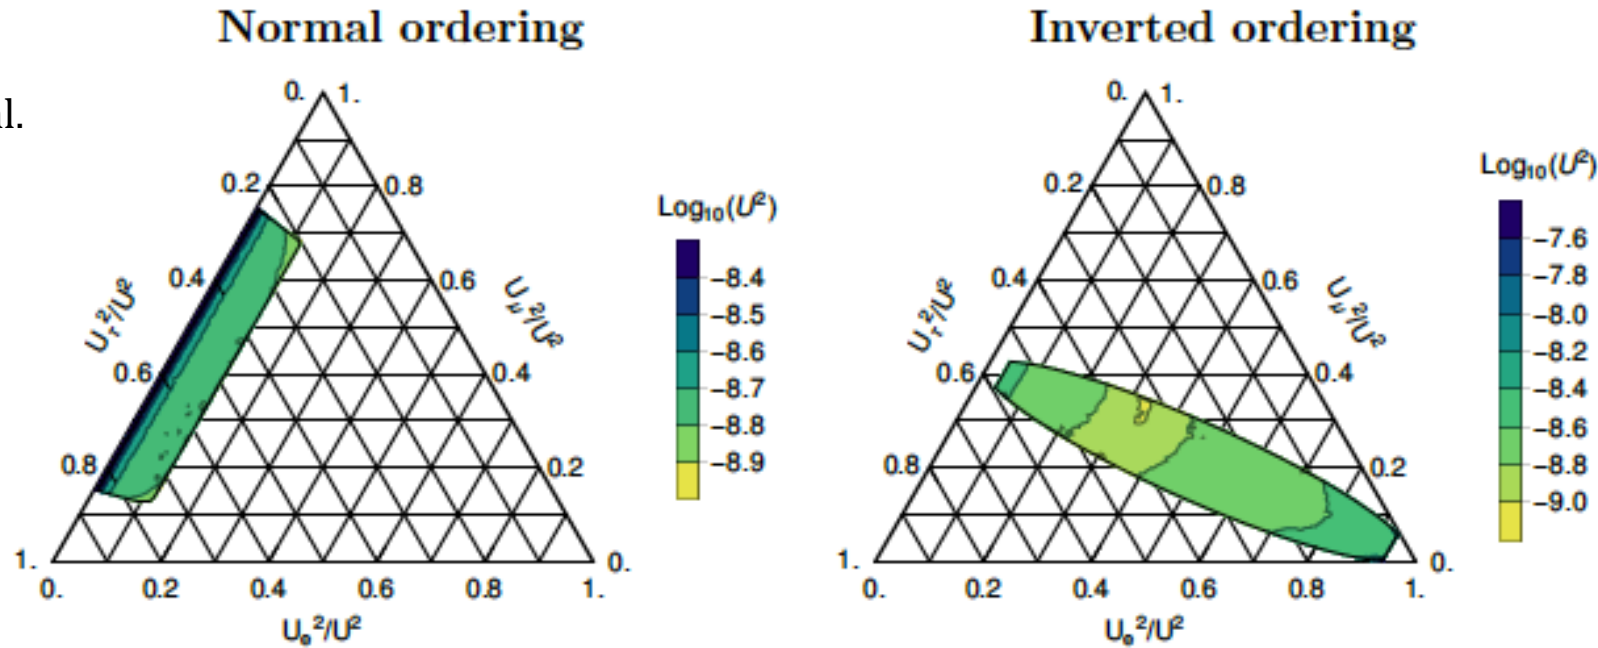 Normal ordering
Inverted ordering
l.
0. 1.
0.2 0.8
0.4 0.6
0.6 0.4
0.8 0.2
1. 0.
0. 0.2 0.4 0.6 0.8 1.
Uτ²/U²
Uμ²/U²
Ue²/U²
Log₁₀(U²)
-8.4
-8.5
-8.6
-8.7
-8.8
-8.9
0. 1.
0.2 0.8
0.4 0.6
0.6 0.4
0.8 0.2
1. 0.
0. 0.2 0.4 0.6 0.8 1.
Uτ²/U²
Uμ²/U²
Ue²/U²
Log₁₀(U²)
-7.6
-7.8
-8.0
-8.2
-8.4
-8.6
-8.8
-9.0